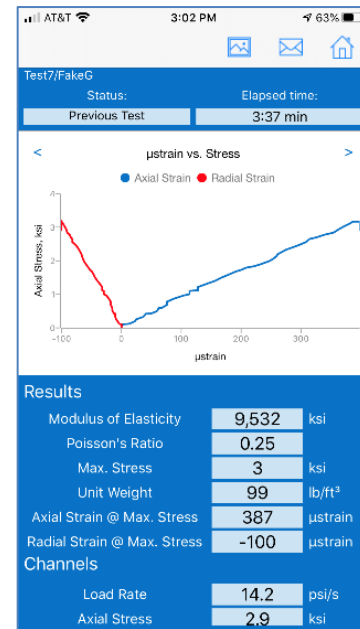 AT&T 3:02 PM 63%
Test7/FakeG
Status: Elapsed time:
Previous Test 3:37 min
< µstrain vs. Stress >
Axial Strain Radial Strain
Axial Stress, ksi
4
3
2
1
0
-100 0 100 200 300
µstrain
Results
Modulus of Elasticity 9,532 ksi
Poisson's Ratio 0.25
Max. Stress 3 ksi
Unit Weight 99 lb/ft³
Axial Strain @ Max. Stress 387 µstrain
Radial Strain @ Max. Stress -100 µstrain
Channels
Load Rate 14.2 psi/s
Axial Stress 2.9 ksi